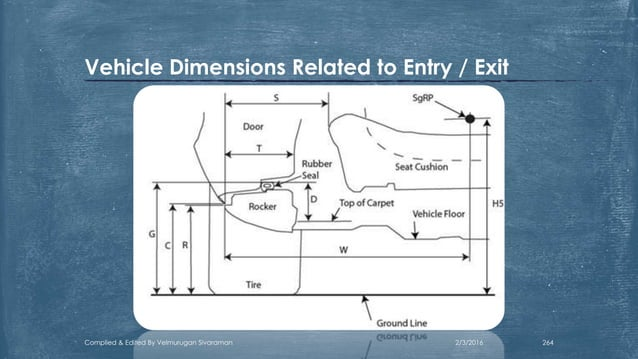 Vehicle Dimensions Related to Entry / Exit
S
SgRP
Door
T
Rubber
Seal
Seat Cushion
Rocker
D
Top of Carpet
Vehicle Floor
H5
G
C
R
W
Tire
Ground Line
Complied & Edited By Velmurugan Sivaraman
2/3/2016
264